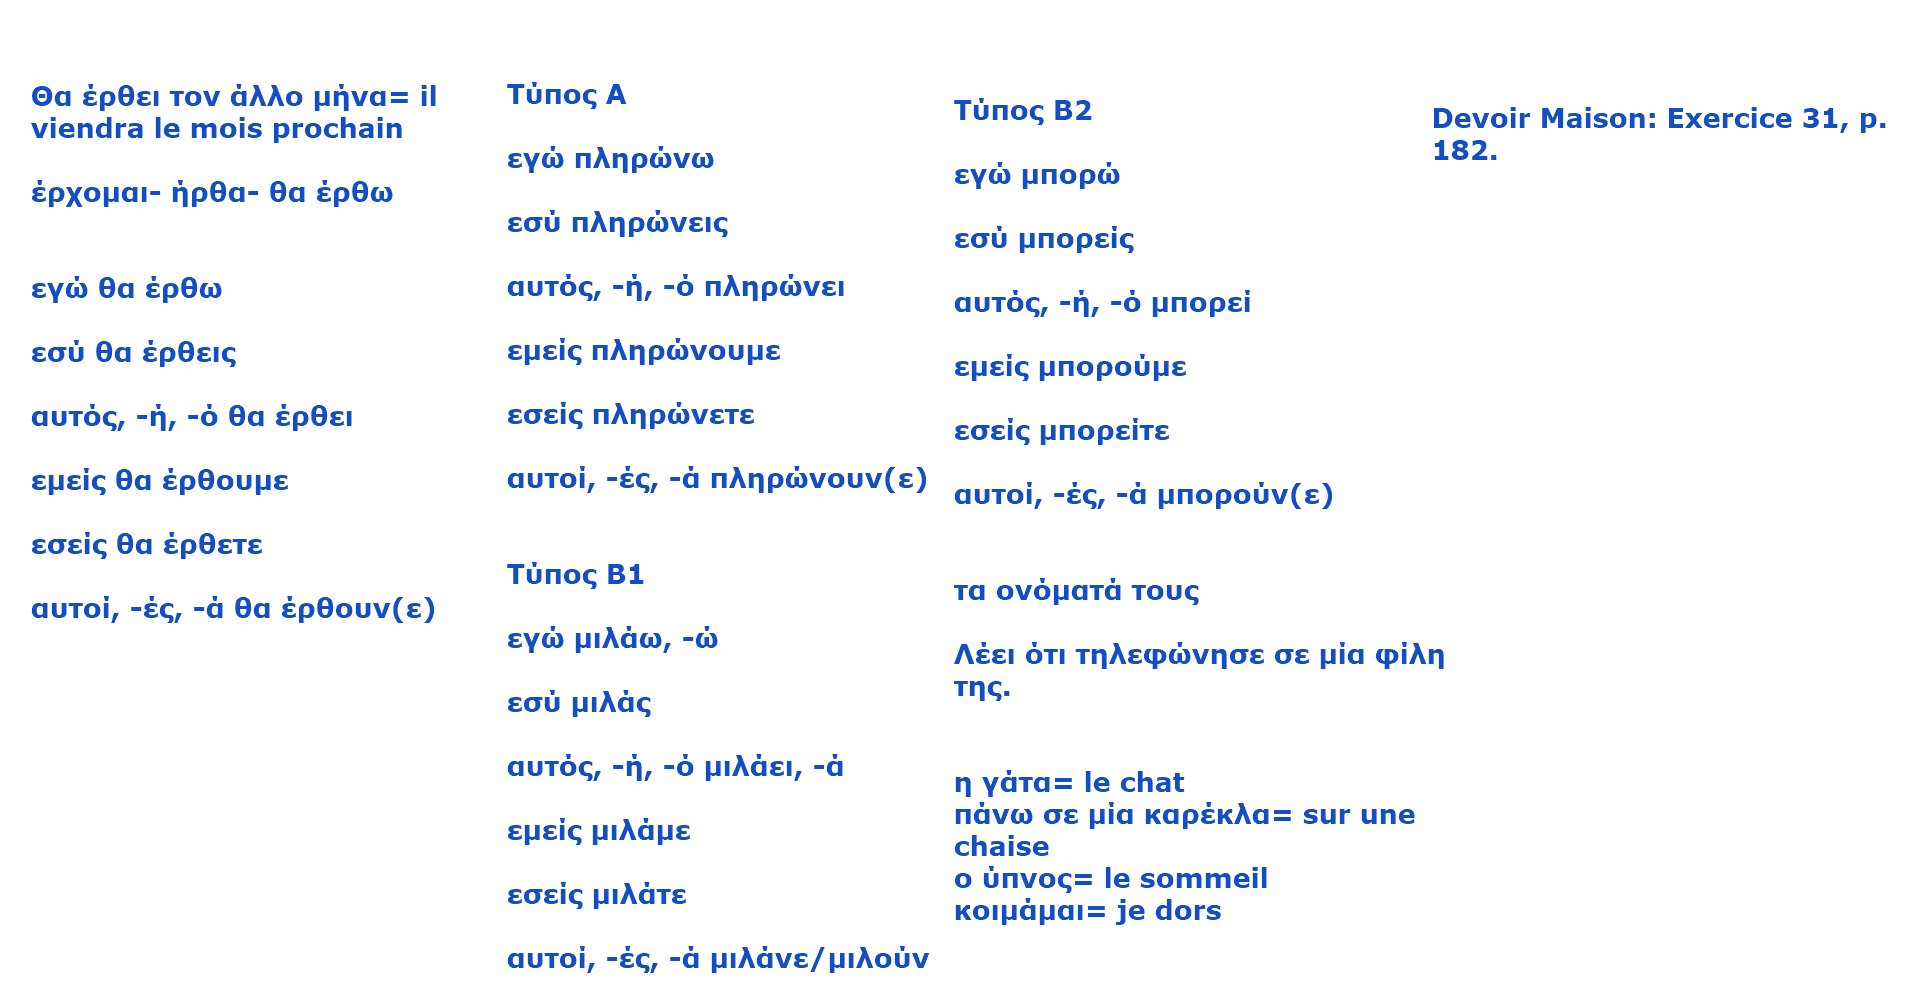 Θα έρθει τον άλλο μήνα= il
viendra le mois prochain
έρχομαι- ήρθα- θα έρθω
εγώ θα έρθω
εσύ θα έρθεις
αυτός, -ή, -ό θα έρθει
εμείς θα έρθουμε
εσείς θα έρθετε
αυτοί, -ές, -ά θα έρθουν(ε)
Τύπος Α
εγώ πληρώνω
εσύ πληρώνεις
αυτός, -ή, -ό πληρώνει
εμείς πληρώνουμε
εσείς πληρώνετε
αυτοί, -ές, -ά πληρώνουν(ε)
Τύπος Β1
εγώ μιλάω, -ώ
εσύ μιλάς
αυτός, -ή, -ό μιλάει, -ά
εμείς μιλάμε
εσείς μιλάτε
αυτοί, -ές, -ά μιλάνε/μιλούν
Τύπος Β2
εγώ μπορώ
εσύ μπορείς
αυτός, -ή, -ό μπορεί
εμείς μπορούμε
εσείς μπορείτε
αυτοί, -ές, -ά μπορούν(ε)
τα ονόματά τους
Λέει ότι τηλεφώνησε σε μία φίλη
της.
η γάτα= le chat
πάνω σε μία καρέκλα= sur une
chaise
ο ύπνος= le sommeil
κοιμάμαι= je dors
Devoir Maison: Exercice 31, p.
182.